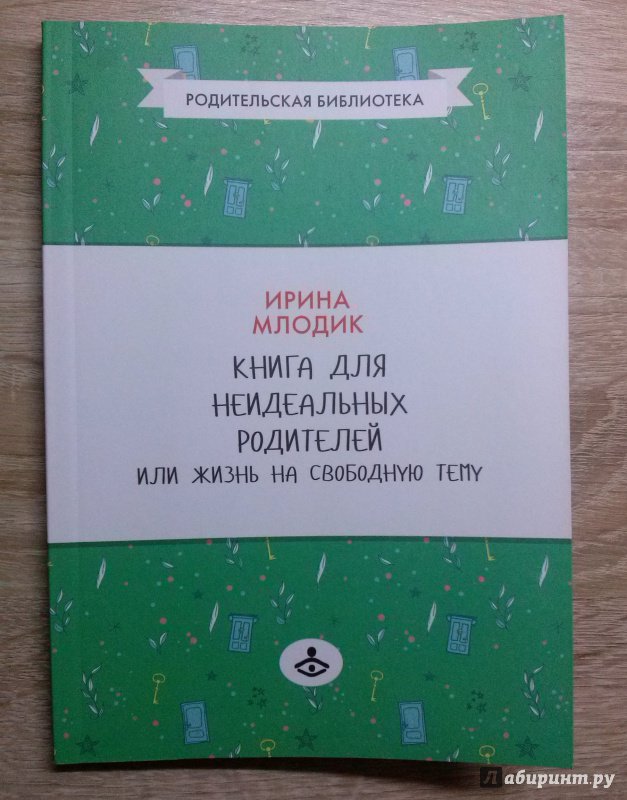 РОДИТЕЛЬСКАЯ БИБЛИОТЕКА
ИРИНА
МЛОДИК
КНИГА ДЛЯ
НЕИДЕАЛЬНЫХ
РОДИТЕЛЕЙ
ИЛИ ЖИЗНЬ НА СВОБОДНУЮ ТЕМУ
Лабиринт.ру